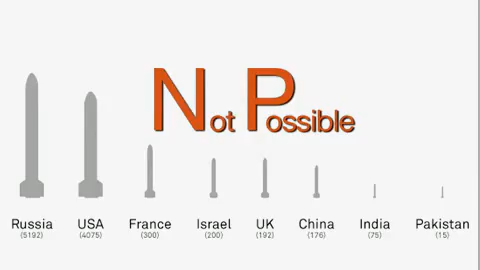 Not Possible
Russia USA France Israel UK China India Pakistan
(5192) (4075) (300) (200) (192) (176) (75) (15)